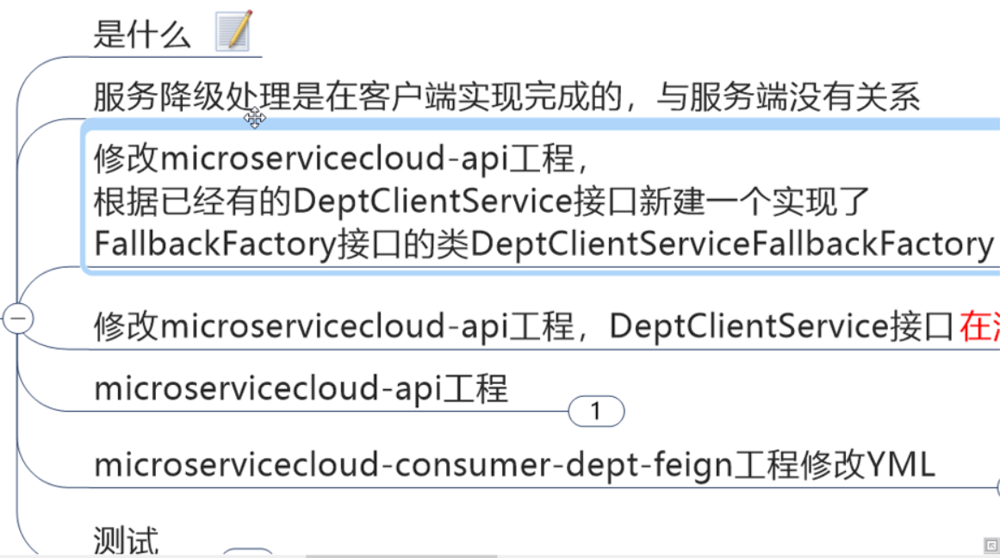 是什么
服务降级处理是在客户端实现完成的，与服务端没有关系
修改microservicecloud-api工程，
根据已经有的DeptClientService接口新建一个实现了
FallbackFactory接口的类DeptClientServiceFallbackFactory
修改microservicecloud-api工程，DeptClientService接口在
microservicecloud-api工程
1
microservicecloud-consumer-dept-feign工程修改YML
测试